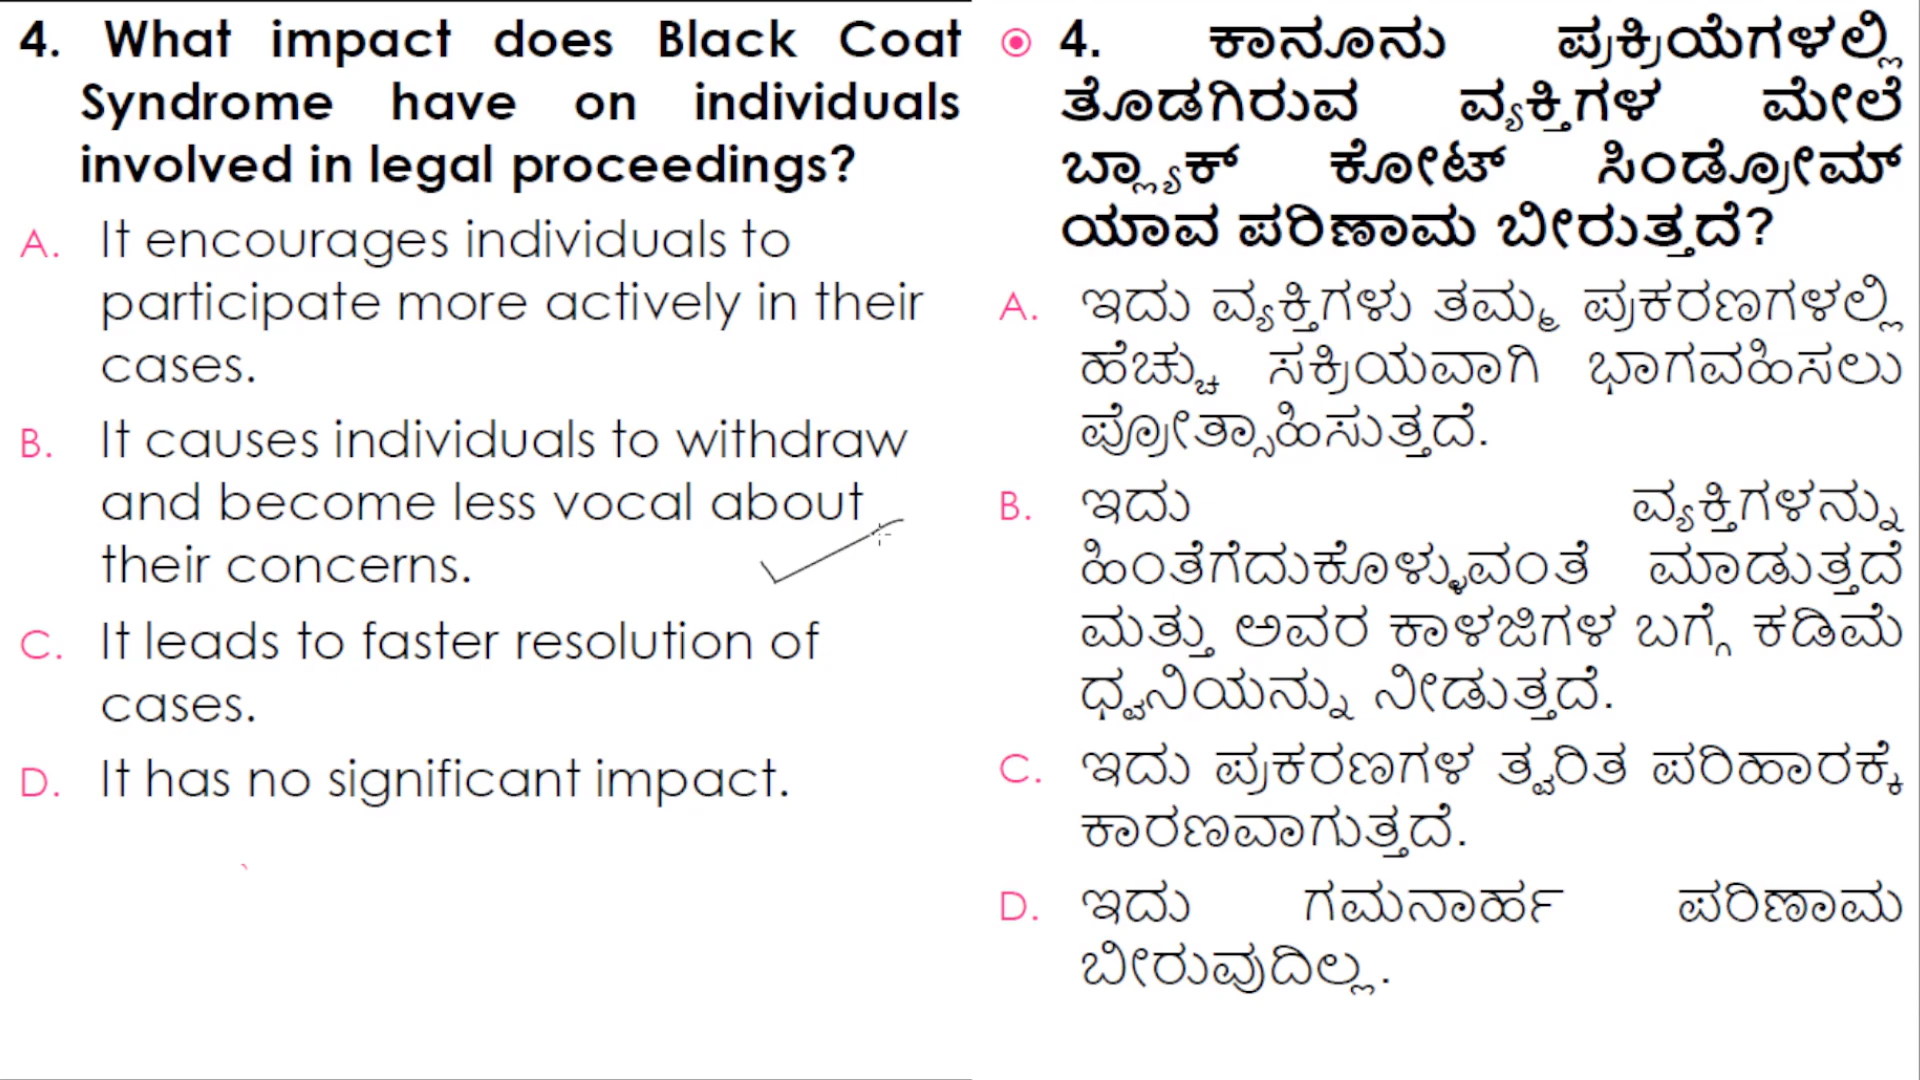 4. What impact does Black Coat
Syndrome have on individuals
involved in legal proceedings?
A. It encourages individuals to
participate more actively in their
cases.
B. It causes individuals to withdraw
and become less vocal about
their concerns.
C. It leads to faster resolution of
cases.
D. It has no significant impact.
4. ಕಾನೂನು ಪ್ರಕ್ರಿಯೆಗಳಲ್ಲಿ
ತೊಡಗಿರುವ ವ್ಯಕ್ತಿಗಳ ಮೇಲೆ
ಬ್ಲ್ಯಾಕ್ ಕೋಟ್ ಸಿಂಡ್ರೋಮ್
ಯಾವ ಪರಿಣಾಮ ಬೀರುತ್ತದೆ?
A. ಇದು ವ್ಯಕ್ತಿಗಳು ತಮ್ಮ ಪ್ರಕರಣಗಳಲ್ಲಿ
ಹೆಚ್ಚು ಸಕ್ರಿಯವಾಗಿ ಭಾಗವಹಿಸಲು
ಪ್ರೋತ್ಸಾಹಿಸುತ್ತದೆ.
B. ಇದು ವ್ಯಕ್ತಿಗಳನ್ನು
ಹಿಂತೆಗೆದುಕೊಳ್ಳುವಂತೆ ಮಾಡುತ್ತದೆ
ಮತ್ತು ಅವರ ಕಾಳಜಿಗಳ ಬಗ್ಗೆ ಕಡಿಮೆ
ಧ್ವನಿಯನ್ನು ನೀಡುತ್ತದೆ.
C. ಇದು ಪ್ರಕರಣಗಳ ತ್ವರಿತ ಪರಿಹಾರಕ್ಕೆ
ಕಾರಣವಾಗುತ್ತದೆ.
D. ಇದು ಗಮನಾರ್ಹ ಪರಿಣಾಮ
ಬೀರುವುದಿಲ್ಲ.